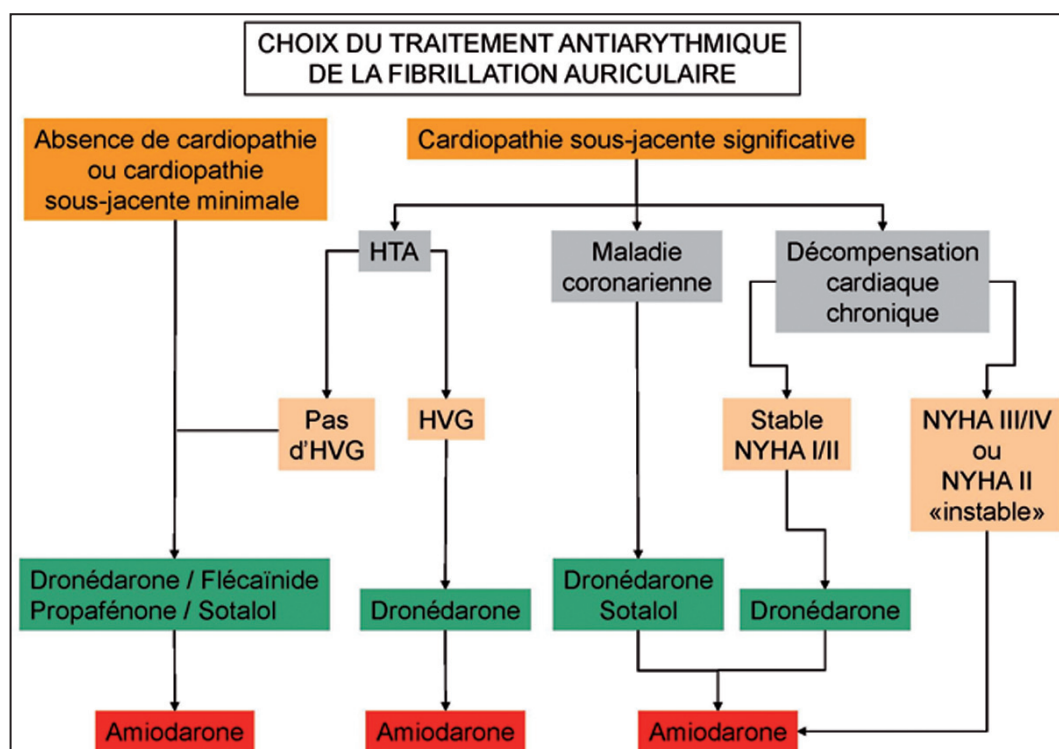 CHOIX DU TRAITEMENT ANTIARYTHMIQUE
DE LA FIBRILLATION AURICULAIRE
Absence de cardiopathie
ou cardiopathie
sous-jacente minimale
Cardiopathie sous-jacente significative
HTA
Maladie
coronarienne
Décompensation
cardiaque
chronique
Pas
d'HVG
HVG
Stable
NYHA I/II
NYHA III/IV
ou
NYHA II
«instable»
Dronédarone / Flécaïnide
Propafénone / Sotalol
Dronédarone
Dronédarone
Sotalol
Dronédarone
Amiodarone
Amiodarone
Amiodarone